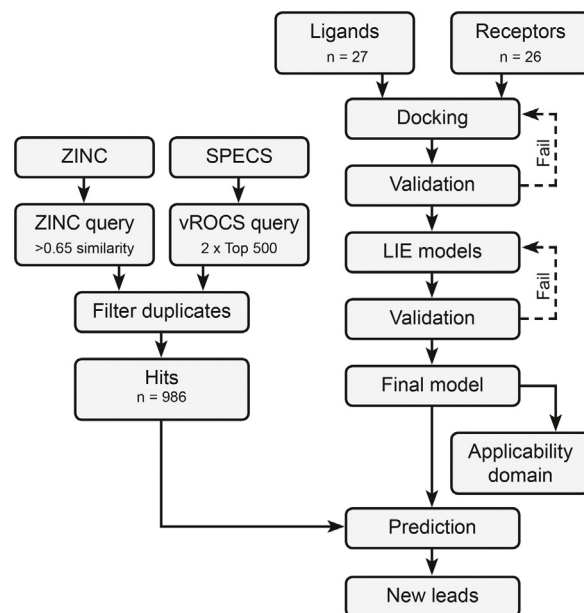 Ligands
n = 27
Receptors
n = 26
Docking
Fail
Validation
ZINC
SPECS
ZINC query
>0.65 similarity
vROCS query
2 x Top 500
LIE models
Fail
Filter duplicates
Validation
Hits
n = 986
Final model
Applicability
domain
Prediction
New leads